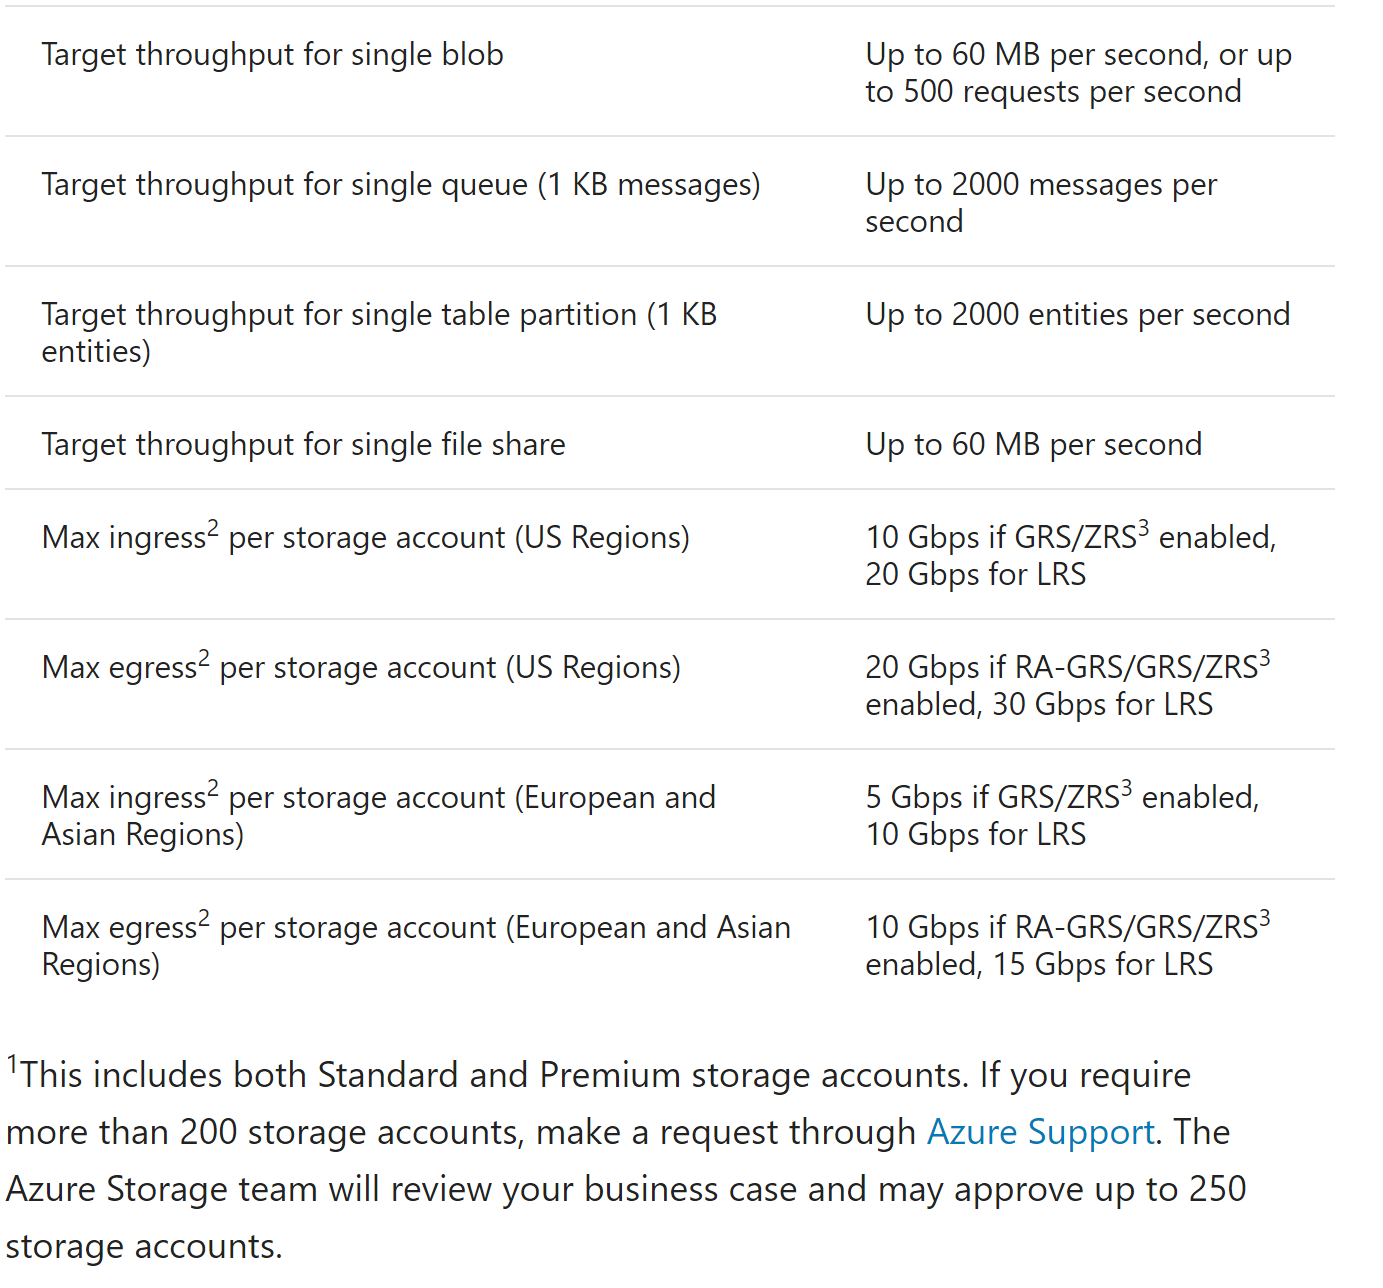 Target throughput for single blob
Up to 60 MB per second, or up
to 500 requests per second
Target throughput for single queue (1 KB messages)
Up to 2000 messages per
second
Target throughput for single table partition (1 KB
entities)
Up to 2000 entities per second
Target throughput for single file share
Up to 60 MB per second
Max ingress² per storage account (US Regions)
10 Gbps if GRS/ZRS³ enabled,
20 Gbps for LRS
Max egress² per storage account (US Regions)
20 Gbps if RA-GRS/GRS/ZRS³
enabled, 30 Gbps for LRS
Max ingress² per storage account (European and
Asian Regions)
5 Gbps if GRS/ZRS³ enabled,
10 Gbps for LRS
Max egress² per storage account (European and Asian
Regions)
10 Gbps if RA-GRS/GRS/ZRS³
enabled, 15 Gbps for LRS
¹This includes both Standard and Premium storage accounts. If you require
more than 200 storage accounts, make a request through Azure Support. The
Azure Storage team will review your business case and may approve up to 250
storage accounts.